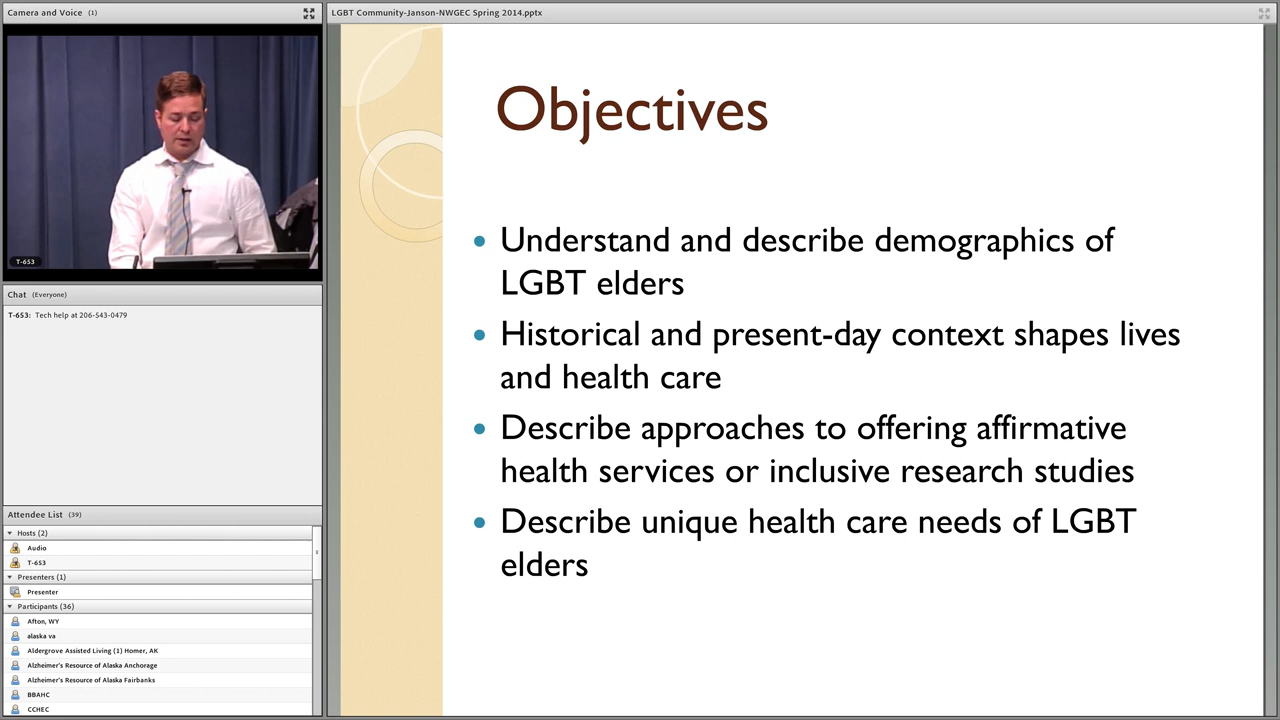 Camera and Voice (1)
T-653
Chat (Everyone)
T-653: Tech help at 206-543-0479
Attendee List (39)
Hosts (2)
Audio
T-653
Presenters (1)
Presenter
Participants (36)
Afton, WY
alaska va
Aldergrove Assisted Living (1) Homer, AK
Alzheimer's Resource of Alaska Anchorage
Alzheimer's Resource of Alaska Fairbanks
BBAHC
CCHEC
LGBT Community-Janson-NWGEC Spring 2014.pptx
Objectives
• Understand and describe demographics of
LGBT elders
• Historical and present-day context shapes lives
and health care
• Describe approaches to offering affirmative
health services or inclusive research studies
• Describe unique health care needs of LGBT
elders